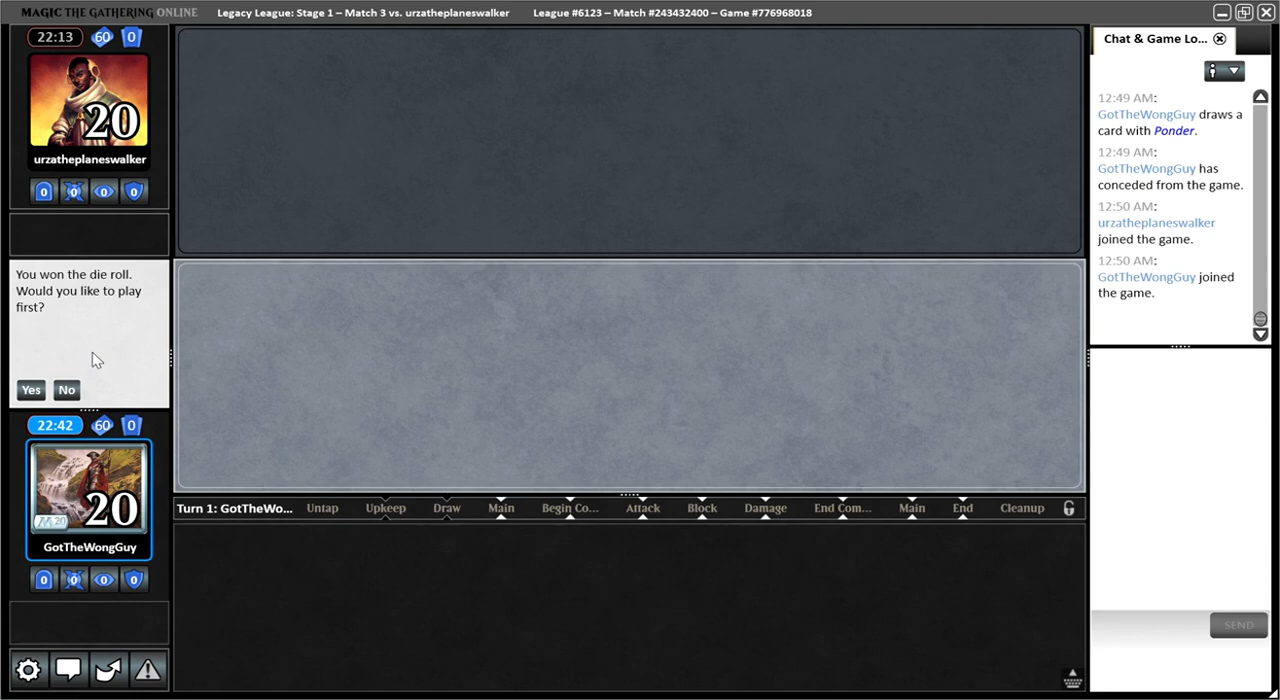 MAGIC THE GATHERING ONLINE Legacy League: Stage 1 – Match 3 vs. urzatheplaneswalker League #6123 – Match #243432400 – Game #776968018
22:13 60 0
20
urzatheplaneswalker
0 0 0 0
You won the die roll.
Would you like to play
first?
Yes No
22:42 60 0
M20
20
GotTheWongGuy
0 0 0 0
Turn 1: GotTheWo... Untap Upkeep Draw Main Begin Co... Attack Block Damage End Com... Main End Cleanup
Chat & Game Lo...
12:49 AM:
GotTheWongGuy draws a
card with Ponder.
12:49 AM:
GotTheWongGuy has
conceded from the game.
12:50 AM:
urzatheplaneswalker
joined the game.
12:50 AM:
GotTheWongGuy joined
the game.
SEND